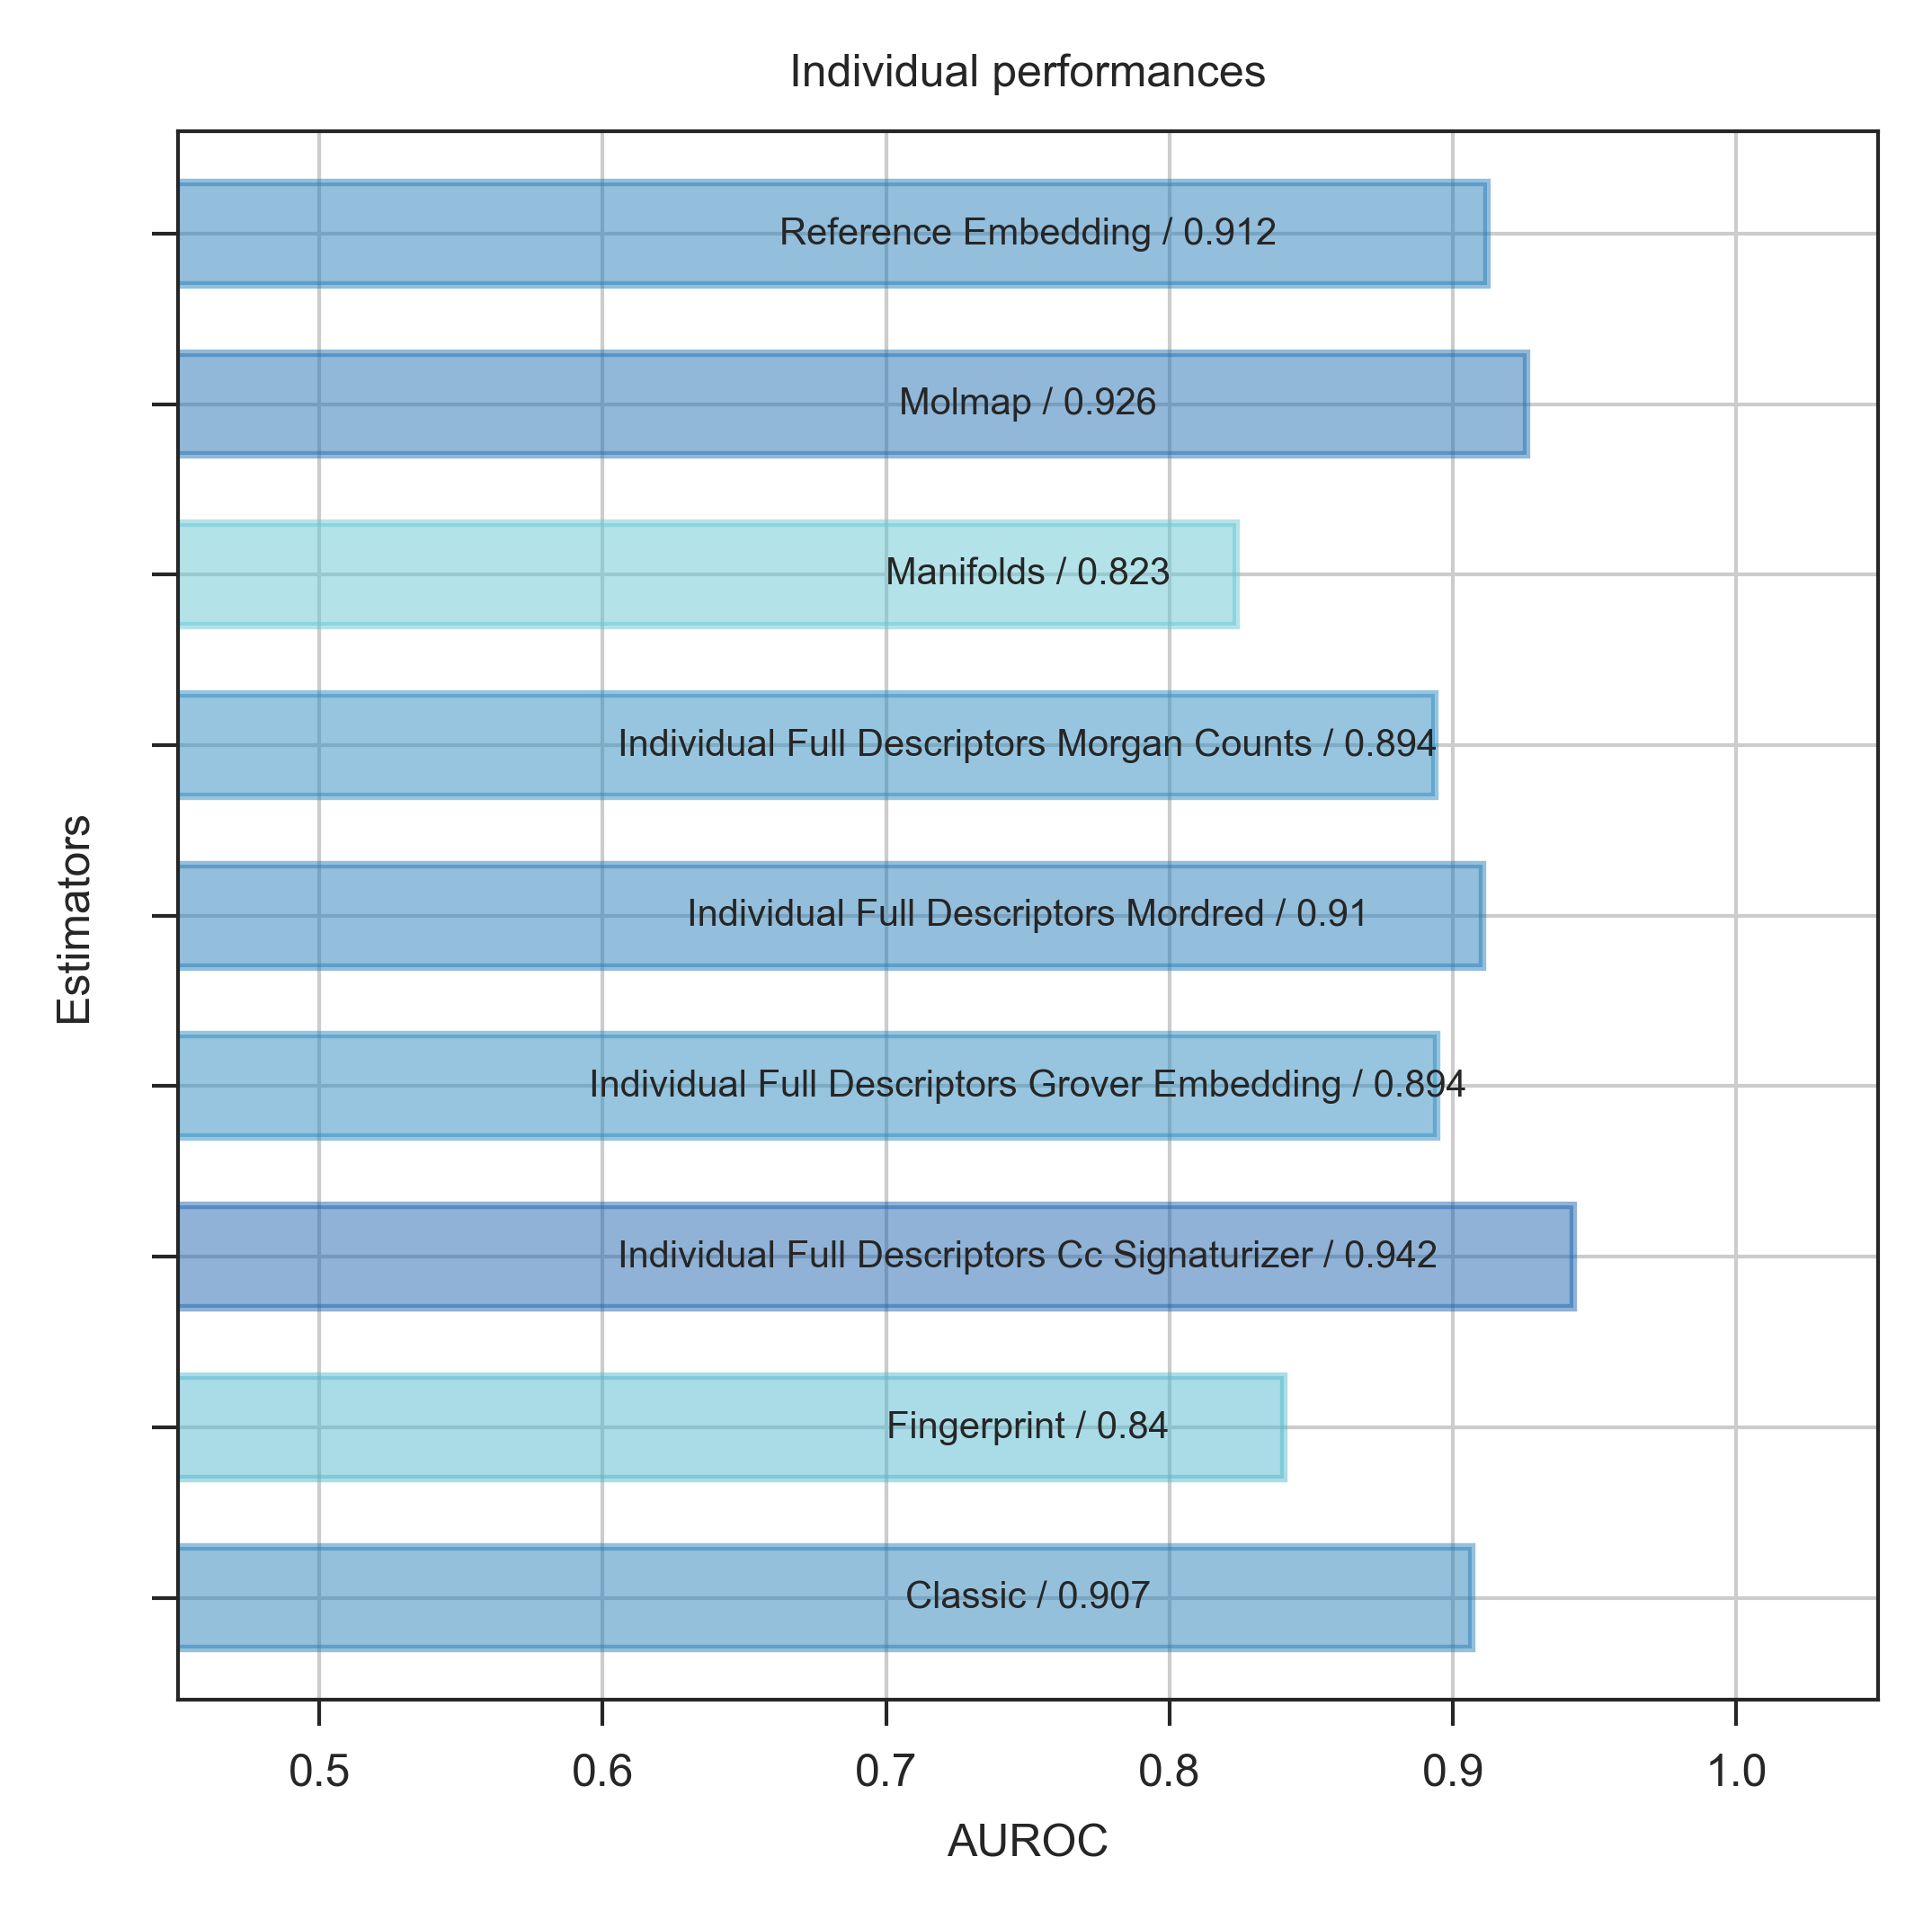 Individual performances
Reference Embedding / 0.912
Molmap / 0.926
Manifolds / 0.823
Individual Full Descriptors Morgan Counts / 0.894
Individual Full Descriptors Mordred / 0.91
Individual Full Descriptors Grover Embedding / 0.894
Individual Full Descriptors Cc Signaturizer / 0.942
Fingerprint / 0.84
Classic / 0.907
Estimators
0.5 0.6 0.7 0.8 0.9 1.0
AUROC